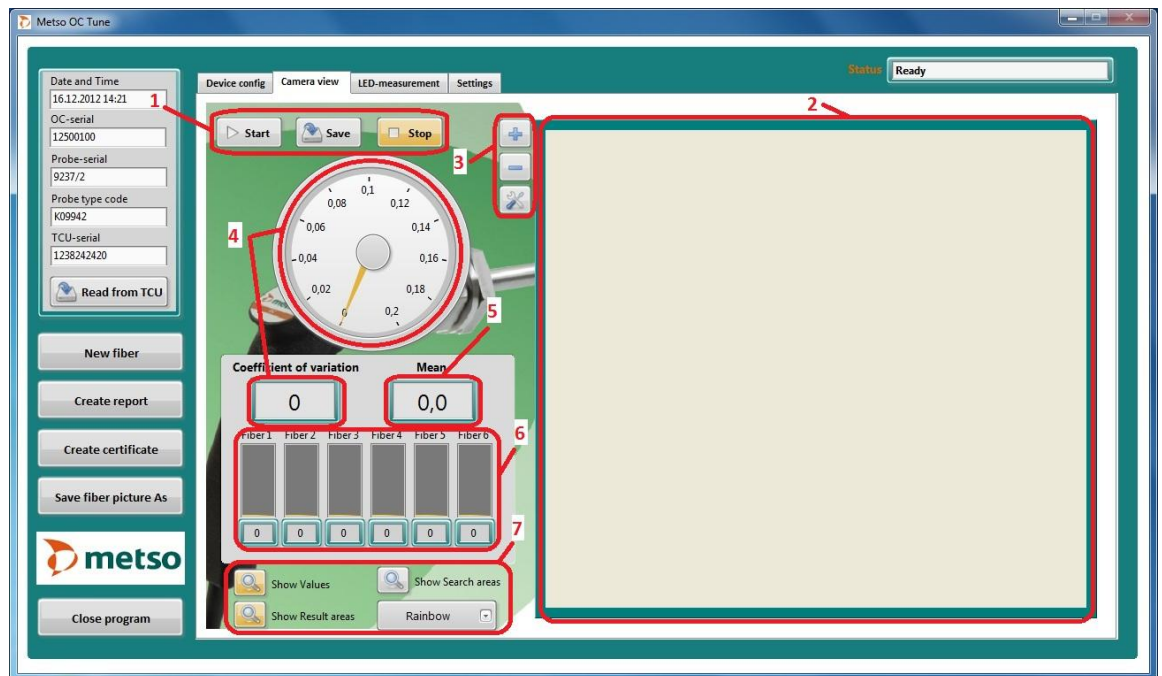 Metso OC Tune
Status Ready
Date and Time
16.12.2012 14:21
OC-serial
12500100
Probe-serial
9237/2
Probe type code
K09942
TCU-serial
1238242420
Read from TCU
New fiber
Create report
Create certificate
Save fiber picture As
metso
Close program
Device config Camera view LED-measurement Settings
1
Start Save Stop
2
3
4
0,1
0,08 0,12
0,06 0,14
0,04 0,16
0,02 0,18
0 0,2
5
Coefficient of variation Mean
0 0,0
6
Fiber 1 Fiber 2 Fiber 3 Fiber 4 Fiber 5 Fiber 6
0 0 0 0 0 0
7
Show Values Show Search areas
Show Result areas Rainbow